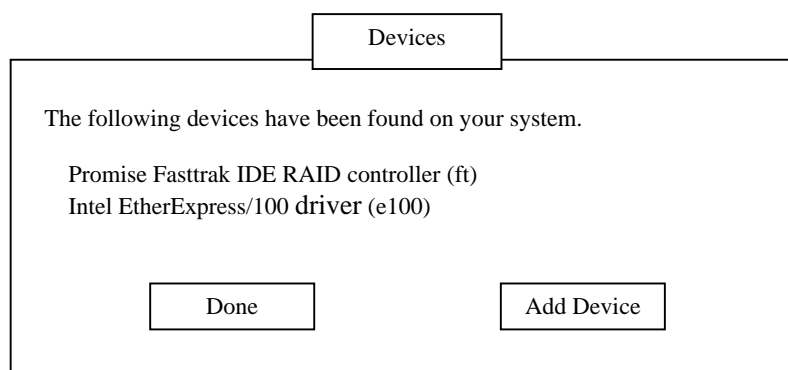 Devices
The following devices have been found on your system.
Promise Fasttrak IDE RAID controller (ft)
Intel EtherExpress/100 driver (e100)
Done
Add Device